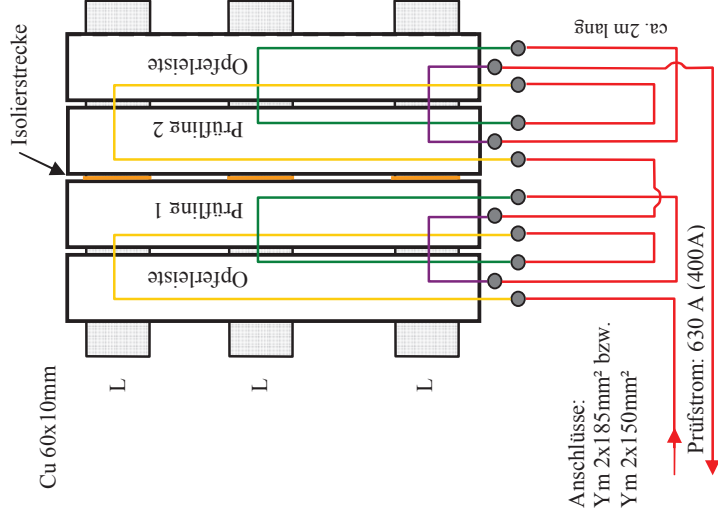 Isolierstrecke
Cu 60x10mm
L
L
L
Opferleiste
Prüfling 1
Prüfling 2
Opferleiste
ca. 2m lang
Anschlüsse:
Ym 2x185mm² bzw.
Ym 2x150mm²
Prüfstrom: 630 A (400A)